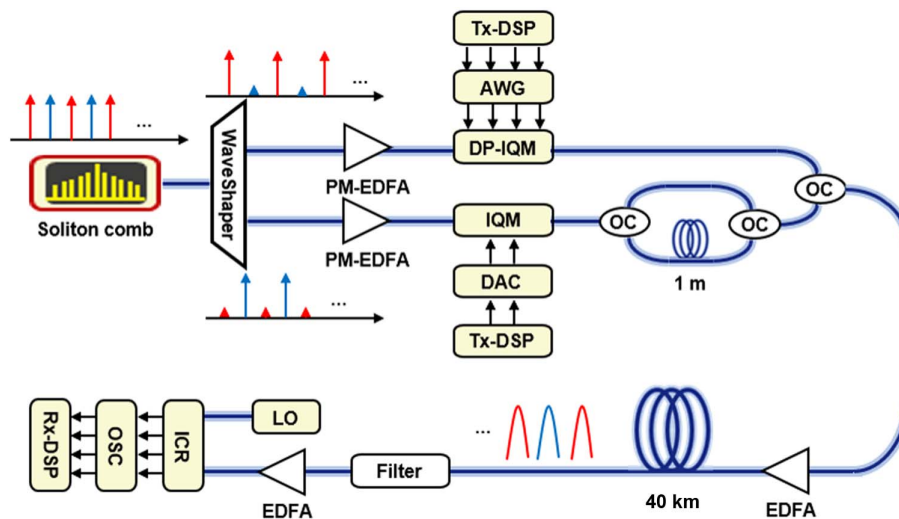 Tx-DSP
...
AWG
...
WaveShaper
DP-IQM
PM-EDFA
OC
Soliton comb
IQM
OC
OC
PM-EDFA
DAC
1 m
...
Tx-DSP
Rx-DSP
OSC
ICR
LO
...
Filter
EDFA
40 km
EDFA